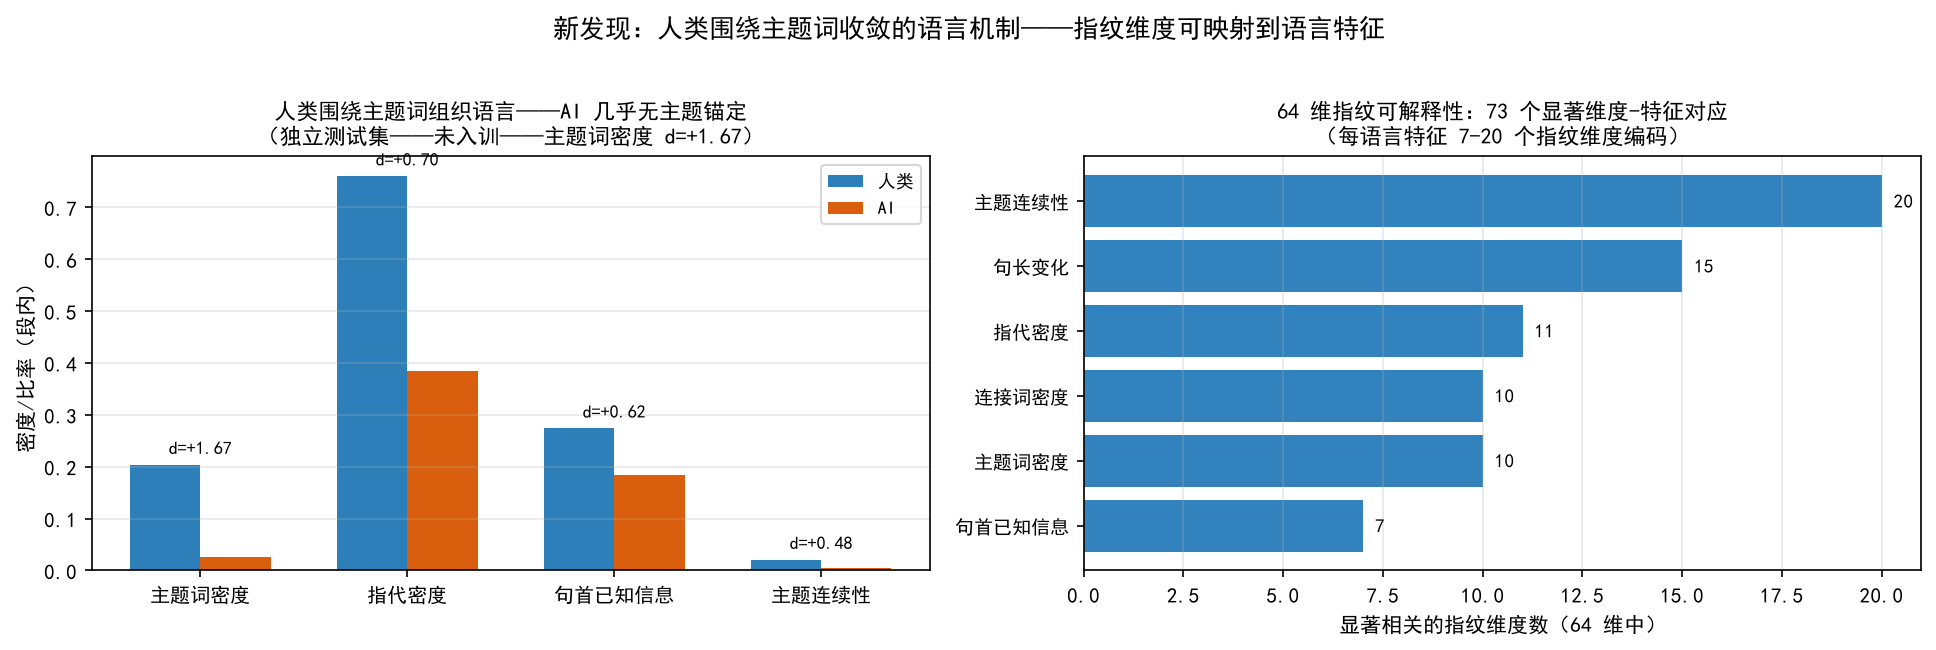 新发现：人类围绕主题词收敛的语言机制——指纹维度可映射到语言特征
人类围绕主题词组织语言——AI 几乎无主题锚定
（独立测试集——未入训——主题词密度 d=+1.67）
密度/比率（段内）
0.7
0.6
0.5
0.4
0.3
0.2
0.1
0.0
d=+1.67
d=+0.70
d=+0.62
d=+0.48
人类
AI
主题词密度
指代密度
句首已知信息
主题连续性
64 维指纹可解释性：73 个显著维度-特征对应
（每语言特征 7-20 个指纹维度编码）
主题连续性
20
句长变化
15
指代密度
11
连接词密度
10
主题词密度
10
句首已知信息
7
0.0
2.5
5.0
7.5
10.0
12.5
15.0
17.5
20.0
显著相关的指纹维度数（64 维中）